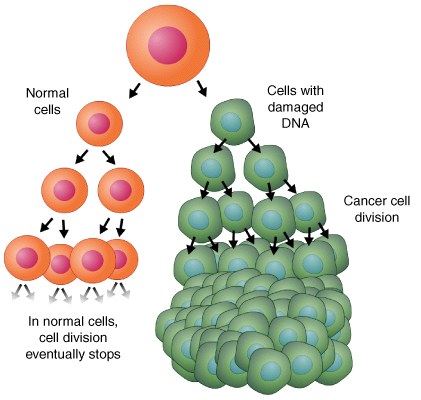 Normal
cells
Cells with
damaged
DNA
Cancer cell
division
In normal cells,
cell division
eventually stops